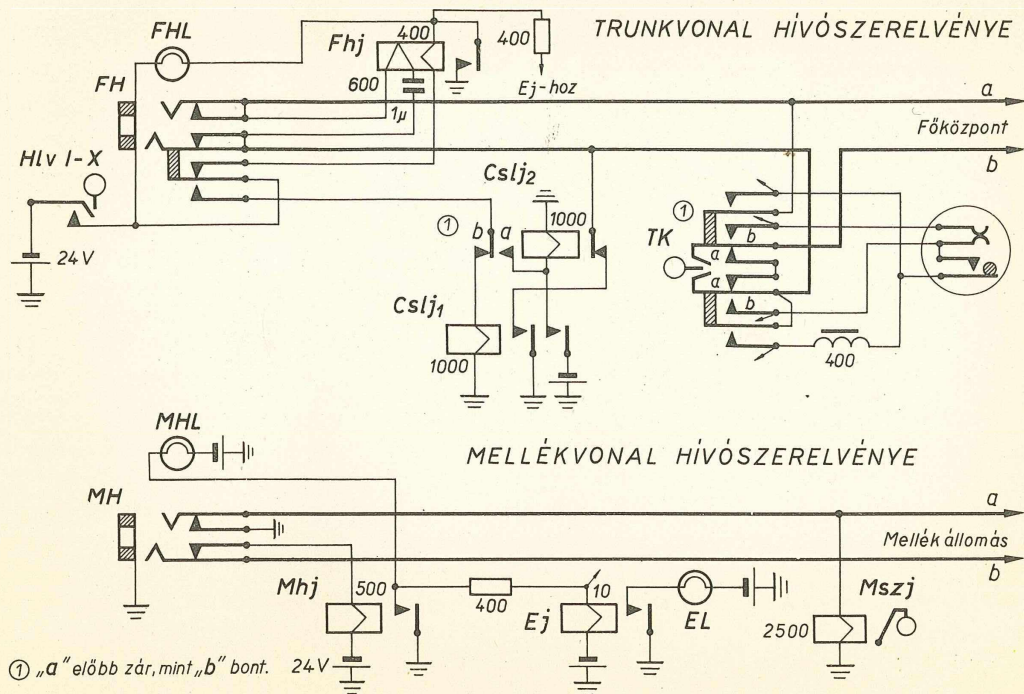 TRUNKVONAL HÍVÓSZERELVÉNYE
FHL
Fhj
400
400
600
1µ
Ej-hoz
FH
a
Főközpont
b
Hlv I-X
24V
Cslj2
1000
① b a
Cslj1
1000
① TK
b
a
a
b
400
MELLÉKVONAL HÍVÓSZERELVÉNYE
MHL
MH
a
Mellékállomás
b
Mhj
500
400
10
Ej
EL
Mszj
2500
24V
① „a" előbb zár, mint „b" bont.